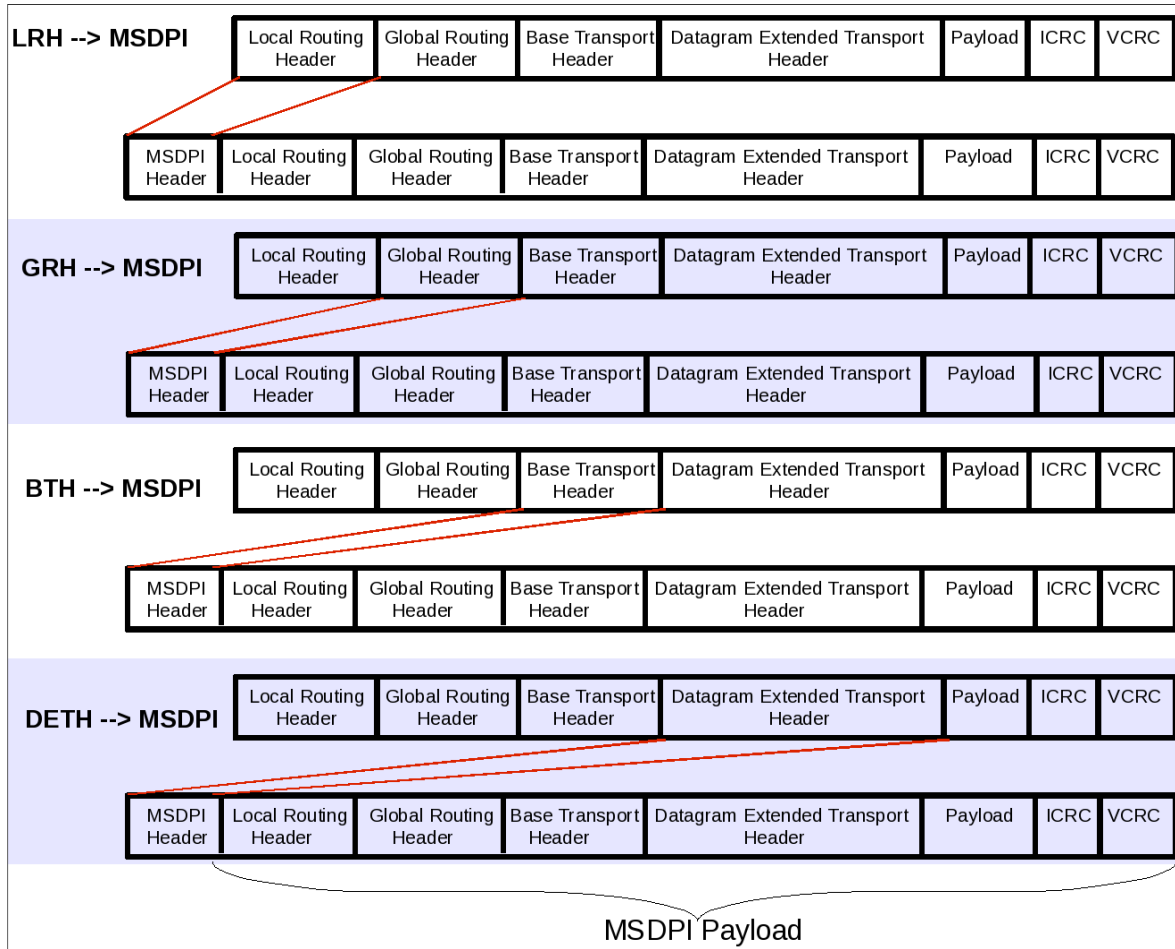 LRH --> MSDPI
Local Routing Header Global Routing Header Base Transport Header Datagram Extended Transport Header Payload ICRC VCRC
MSDPI Header Local Routing Header Global Routing Header Base Transport Header Datagram Extended Transport Header Payload ICRC VCRC
GRH --> MSDPI
Local Routing Header Global Routing Header Base Transport Header Datagram Extended Transport Header Payload ICRC VCRC
MSDPI Header Local Routing Header Global Routing Header Base Transport Header Datagram Extended Transport Header Payload ICRC VCRC
BTH --> MSDPI
Local Routing Header Global Routing Header Base Transport Header Datagram Extended Transport Header Payload ICRC VCRC
MSDPI Header Local Routing Header Global Routing Header Base Transport Header Datagram Extended Transport Header Payload ICRC VCRC
DETH --> MSDPI
Local Routing Header Global Routing Header Base Transport Header Datagram Extended Transport Header Payload ICRC VCRC
MSDPI Header Local Routing Header Global Routing Header Base Transport Header Datagram Extended Transport Header Payload ICRC VCRC
MSDPI Payload